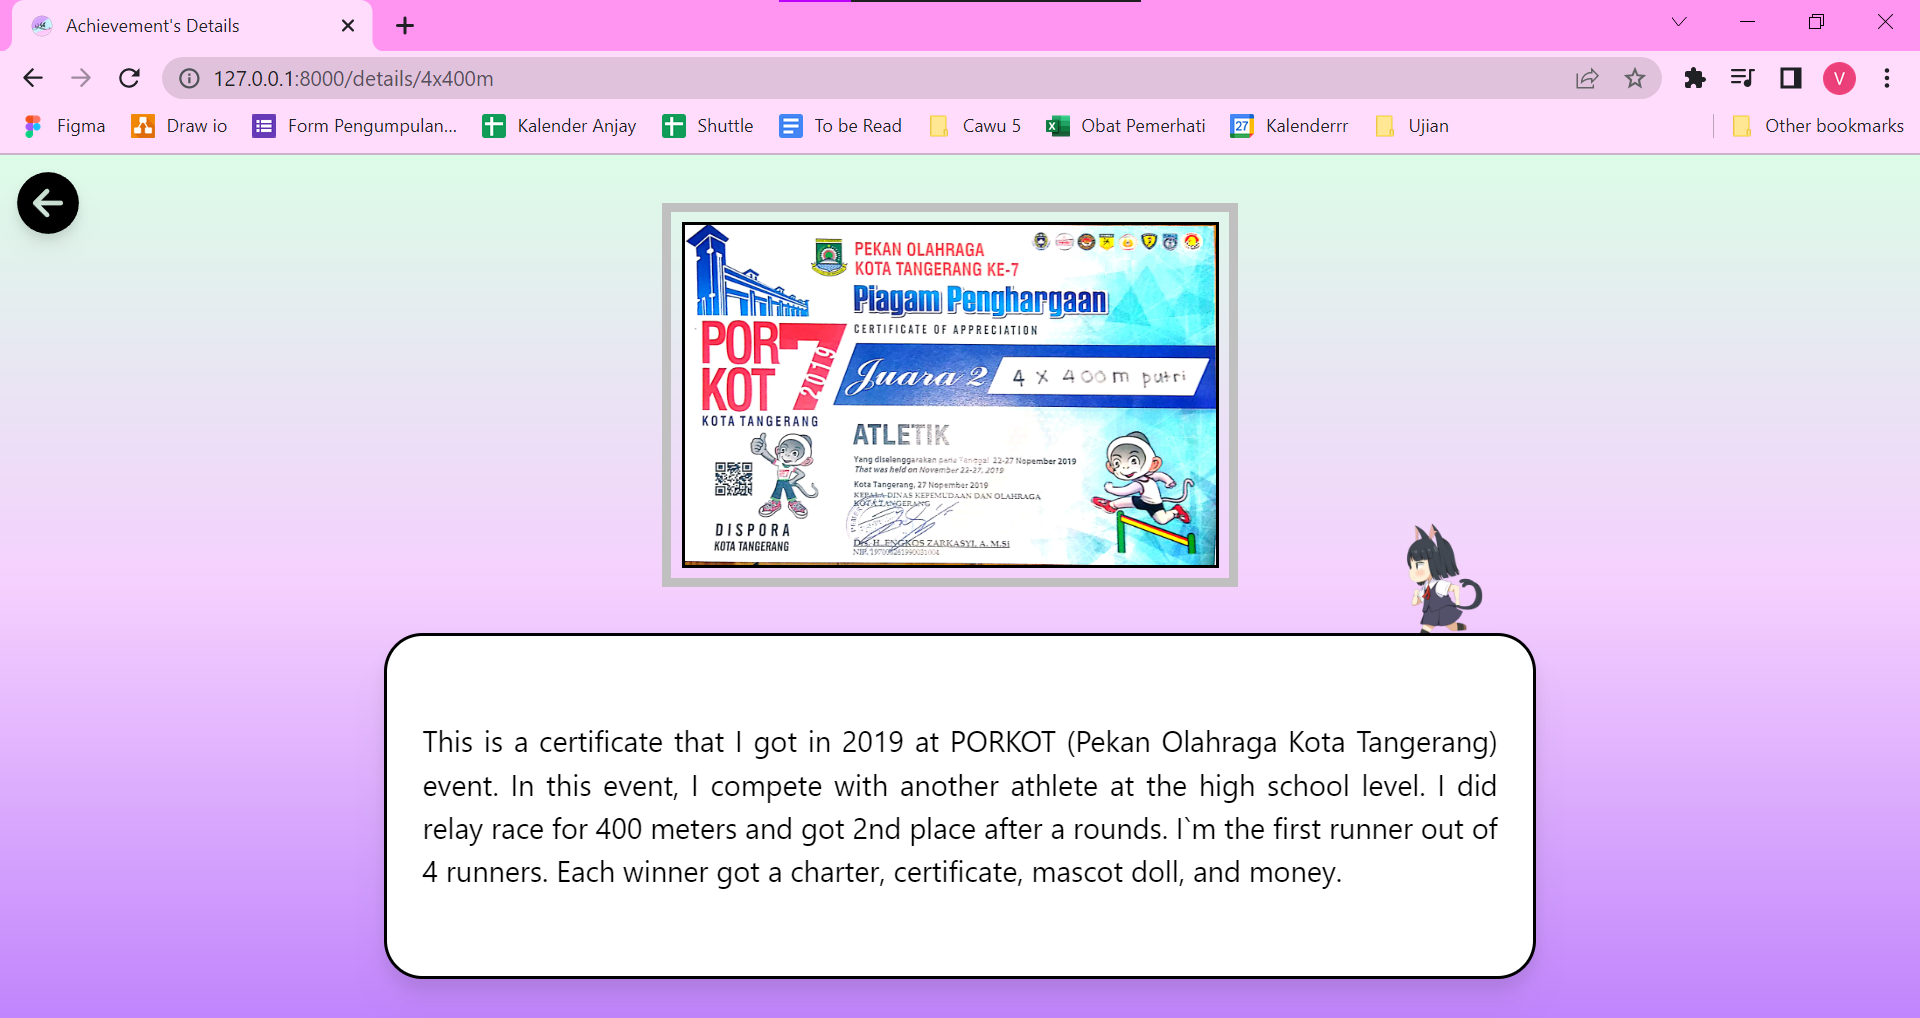 Achievement's Details
127.0.0.1:8000/details/4x400m
V
Figma
Draw io
Form Pengumpulan...
Kalender Anjay
Shuttle
To be Read
Cawu 5
Obat Pemerhati
27
Kalenderrr
Ujian
Other bookmarks
PEKAN OLAHRAGA
KOTA TANGERANG KE-7
Piagam Penghargaan
CERTIFICATE OF APPRECIATION
POR
KOT
7
2019
KOTA TANGERANG
Juara 2
4 x 400m putri
ATLETIK
Yang diselenggarakan pada Tanggal 22-27 Nopember 2019
That was held on November 22-27, 2019
Kota Tangerang, 27 Nopember 2019
KEPALA DINAS KEPEMUDAAN DAN OLAHRAGA
KOTA TANGERANG
Drs. H. ENGKOS ZARKASYI, A. M.Si
NIP.
DISPORA
KOTA TANGERANG
This is a certificate that I got in 2019 at PORKOT (Pekan Olahraga Kota Tangerang)
event. In this event, I compete with another athlete at the high school level. I did
relay race for 400 meters and got 2nd place after a rounds. I`m the first runner out of
4 runners. Each winner got a charter, certificate, mascot doll, and money.